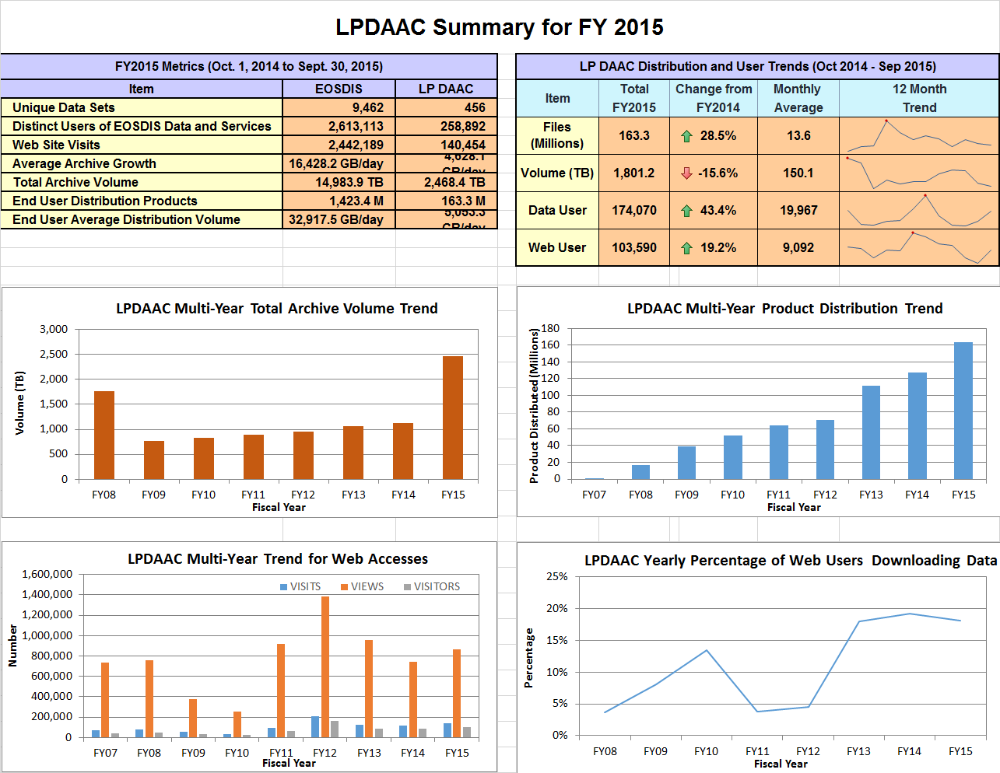 LPDAAC Summary for FY 2015
FY2015 Metrics (Oct. 1, 2014 to Sept. 30, 2015)
Item EOSDIS LP DAAC
Unique Data Sets 9,462 456
Distinct Users of EOSDIS Data and Services 2,613,113 258,892
Web Site Visits 2,442,189 140,454
Average Archive Growth 16,428.2 GB/day 4,628.1 GB/day
Total Archive Volume 14,983.9 TB 2,468.4 TB
End User Distribution Products 1,423.4 M 163.3 M
End User Average Distribution Volume 32,917.5 GB/day GB/day
LP DAAC Distribution and User Trends (Oct 2014 - Sep 2015)
Item Total FY2015 Change from FY2014 Monthly Average 12 Month Trend
Files (Millions) 163.3 28.5% 13.6
Volume (TB) 1,801.2 -15.6% 150.1
Data User 174,070 43.4% 19,967
Web User 103,590 19.2% 9,092
LPDAAC Multi-Year Total Archive Volume Trend
Volume (TB)
3,000
2,500
2,000
1,500
1,000
500
0
FY08 FY09 FY10 FY11 FY12 FY13 FY14 FY15
Fiscal Year
LPDAAC Multi-Year Product Distribution Trend
Product Distributed (Millions)
180
160
140
120
100
80
60
40
20
0
FY07 FY08 FY09 FY10 FY11 FY12 FY13 FY14 FY15
Fiscal Year
LPDAAC Multi-Year Trend for Web Accesses
VISITS VIEWS VISITORS
Number
1,600,000
1,400,000
1,200,000
1,000,000
800,000
600,000
400,000
200,000
0
FY07 FY08 FY09 FY10 FY11 FY12 FY13 FY14 FY15
Fiscal Year
LPDAAC Yearly Percentage of Web Users Downloading Data
Percentage
25%
20%
15%
10%
5%
0%
FY08 FY09 FY10 FY11 FY12 FY13 FY14 FY15
Fiscal Year